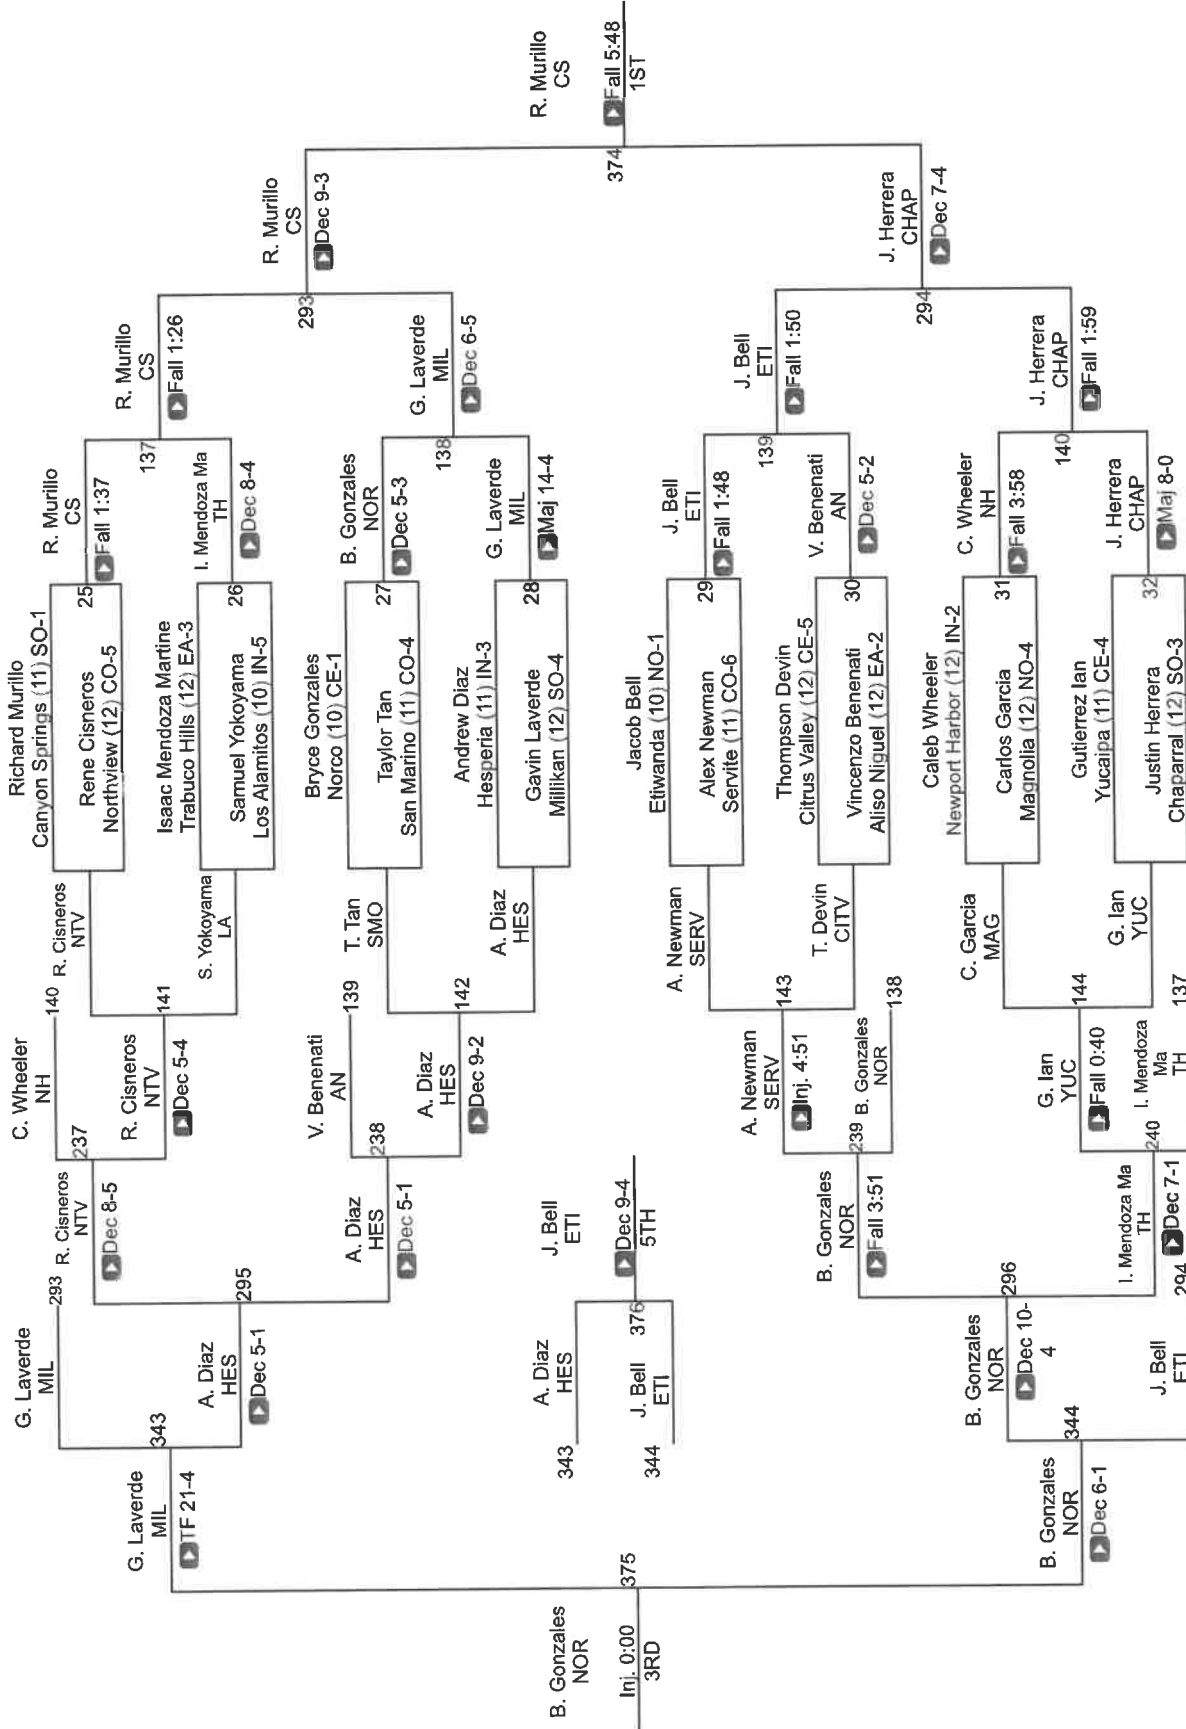 Richard Murillo
Canyon Springs (11) SO-1
25
Rene Cisneros
Northview (12) CO-5
Isaac Mendoza Martine
Trabuco Hills (12) EA-3
26
Samuel Yokoyama
Los Alamitos (10) IN-5
Bryce Gonzales
Norco (10) CE-1
27
Taylor Tan
San Marino (11) CO-4
Andrew Diaz
Hesperia (11) IN-3
28
Gavin Laverde
Millikan (12) SO-4
Jacob Bell
Etiwanda (10) NO-1
29
Alex Newman
Servite (11) CO-6
Thompson Devin
Citrus Valley (12) CE-5
30
Vincenzo Benenati
Aliso Niguel (12) EA-2
Caleb Wheeler
Newport Harbor (12) IN-2
31
Carlos Garcia
Magnolia (12) NO-4
Gutierrez Ian
Yucaipa (11) CE-4
32
Justin Herrera
Chaparral (12) SO-3
R. Murillo
CS
Fall 1:37
137
I. Mendoza Ma
TH
Dec 8-4
B. Gonzales
NOR
Dec 5-3
138
G. Laverde
MIL
Maj 14-4
J. Bell
ETI
Fall 1:48
139
V. Benenati
AN
Dec 5-2
C. Wheeler
NH
Fall 3:58
140
J. Herrera
CHAP
Maj 8-0
R. Murillo
CS
Fall 1:26
293
G. Laverde
MIL
Dec 6-5
J. Bell
ETI
Fall 1:50
294
J. Herrera
CHAP
Fall 1:59
R. Murillo
CS
Dec 9-3
374
J. Herrera
CHAP
Dec 7-4
R. Murillo
CS
Fall 5:48
1ST
R. Cisneros
NTV
141
S. Yokoyama
LA
T. Tan
SMO
142
A. Diaz
HES
A. Newman
SERV
143
T. Devin
CITV
C. Garcia
MAG
144
G. Ian
YUC
C. Wheeler
NH
140
237
R. Cisneros
NTV
Dec 5-4
V. Benenati
AN
139
238
A. Diaz
HES
Dec 9-2
A. Newman
SERV
Inj. 4:51
239
B. Gonzales
NOR
138
G. Ian
YUC
Fall 0:40
240
I. Mendoza
Ma
TH
137
R. Cisneros
NTV
Dec 8-5
295
A. Diaz
HES
Dec 5-1
B. Gonzales
NOR
Fall 3:51
296
I. Mendoza Ma
TH
Dec 7-1
G. Laverde
MIL
293
343
A. Diaz
HES
Dec 5-1
B. Gonzales
NOR
Dec 10-
4
344
J. Bell
ETI
294
G. Laverde
MIL
TF 21-4
375
B. Gonzales
NOR
Dec 6-1
B. Gonzales
NOR
Inj. 0:00
3RD
343
A. Diaz
HES
376
344
J. Bell
ETI
J. Bell
ETI
Dec 9-4
5TH